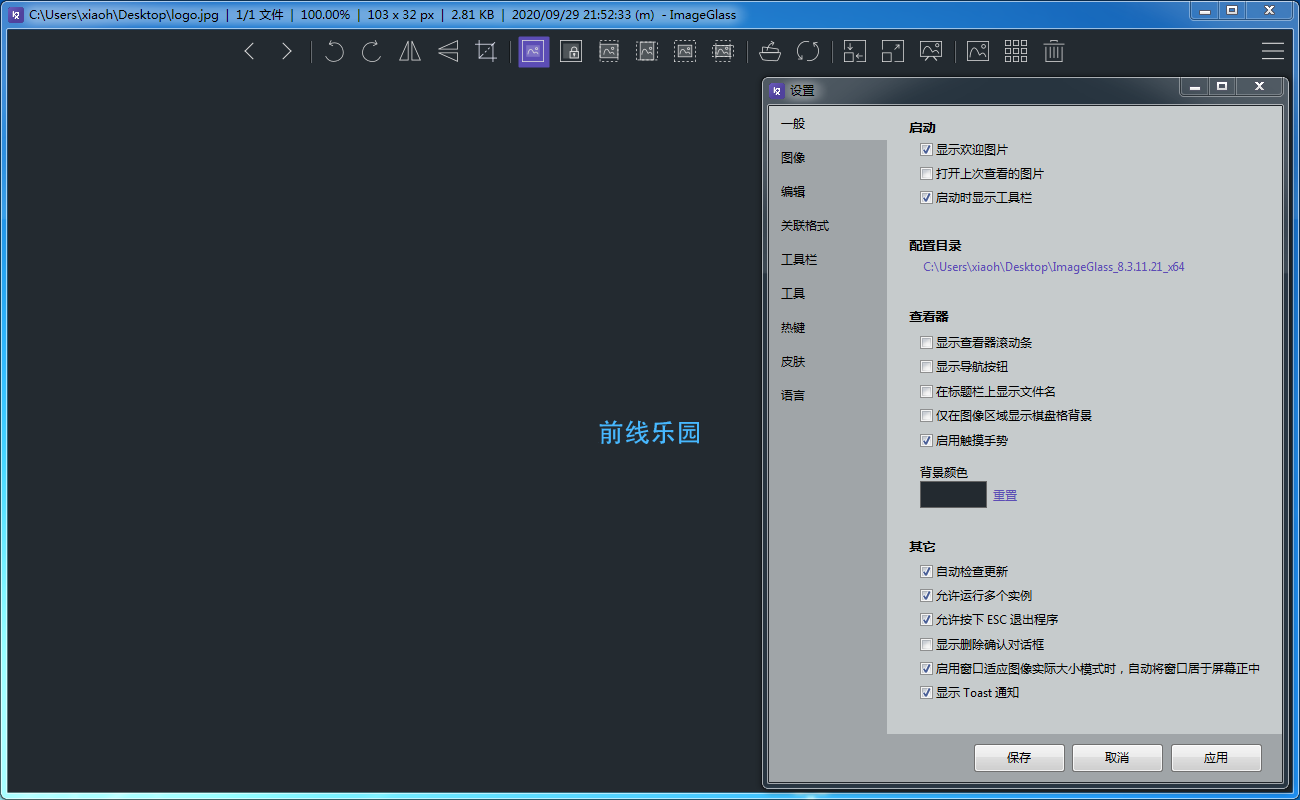 C:\Users\xiaoh\Desktop\logo.jpg | 1/1 文件 | 100.00% | 103 x 32 px | 2.81 KB | 2020/09/29 21:52:33 (m) - ImageGlass
前线乐园
设置
一般
图像
编辑
关联格式
工具栏
工具
热键
皮肤
语言
启动
显示欢迎图片
打开上次查看的图片
启动时显示工具栏
配置目录
C:\Users\xiaoh\Desktop\ImageGlass_8.3.11.21_x64
查看器
显示查看器滚动条
显示导航按钮
在标题栏上显示文件名
仅在图像区域显示棋盘格背景
启用触摸手势
背景颜色
重置
其它
自动检查更新
允许运行多个实例
允许按下 ESC 退出程序
显示删除确认对话框
启用窗口适应图像实际大小模式时，自动将窗口居于屏幕正中
显示 Toast 通知
保存
取消
应用